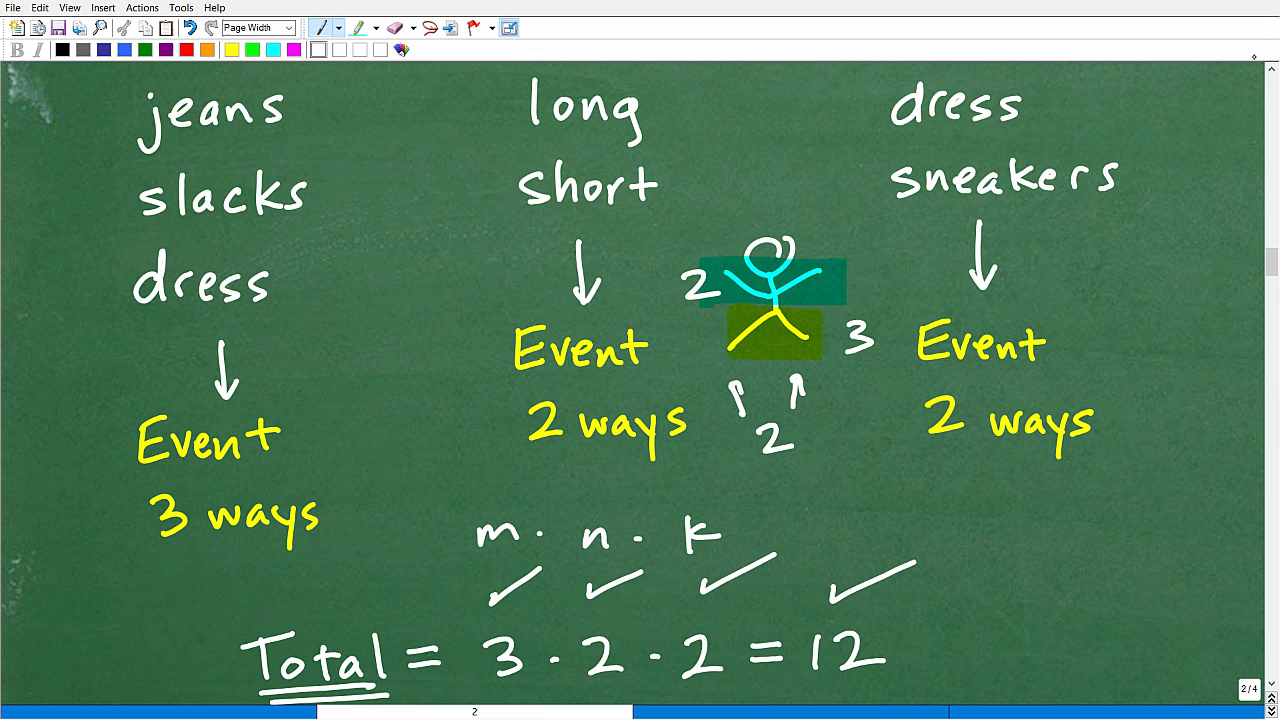 File Edit View Insert Actions Tools Help
Page Width
B I
jeans
slacks
dress
Event
3 ways
long
short
Event
2 ways
2
3
2
dress
sneakers
Event
2 ways
m · n · k
Total = 3 · 2 · 2 = 12
2 / 4
2